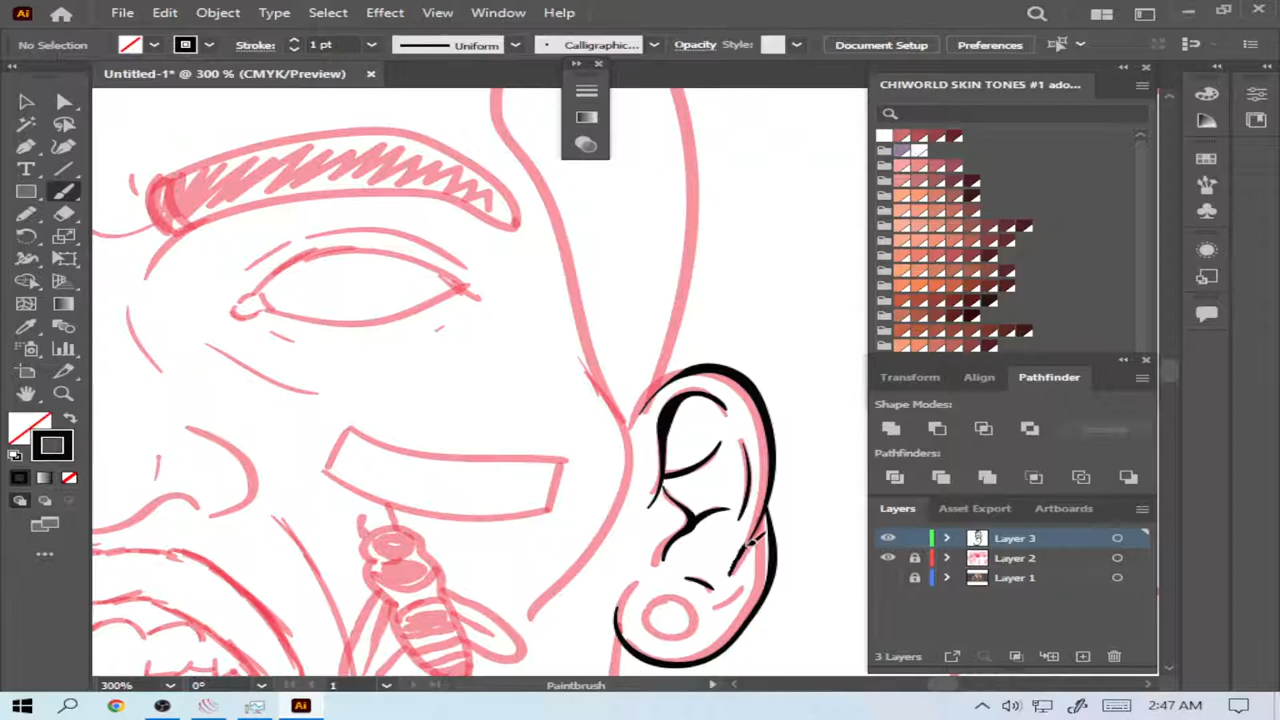 Ai File Edit Object Type Select Effect View Window Help
No Selection Stroke: 1 pt Uniform Calligraphic... Opacity Style: Document Setup Preferences
Untitled-1* @ 300 % (CMYK/Preview)
CHIWORLD SKIN TONES #1 ado...
Transform Align Pathfinder
Shape Modes:
Pathfinders:
Layers Asset Export Artboards
Layer 3
Layer 2
Layer 1
3 Layers
300% 0° 1 Paintbrush
Ai 2:47 AM